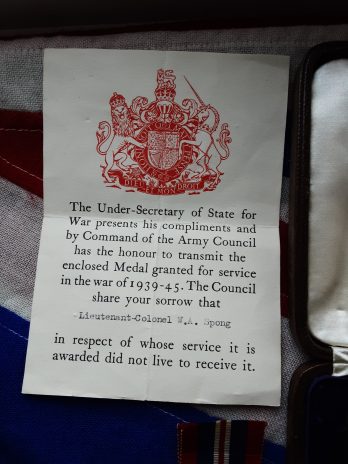 DIEU ET MON DROIT
The Under-Secretary of State for
War presents his compliments and
by Command of the Army Council
has the honour to transmit the
enclosed Medal granted for service
in the war of 1939-45. The Council
share your sorrow that
Lieutenant-Colonel W.A. Spong
in respect of whose service it is
awarded did not live to receive it.